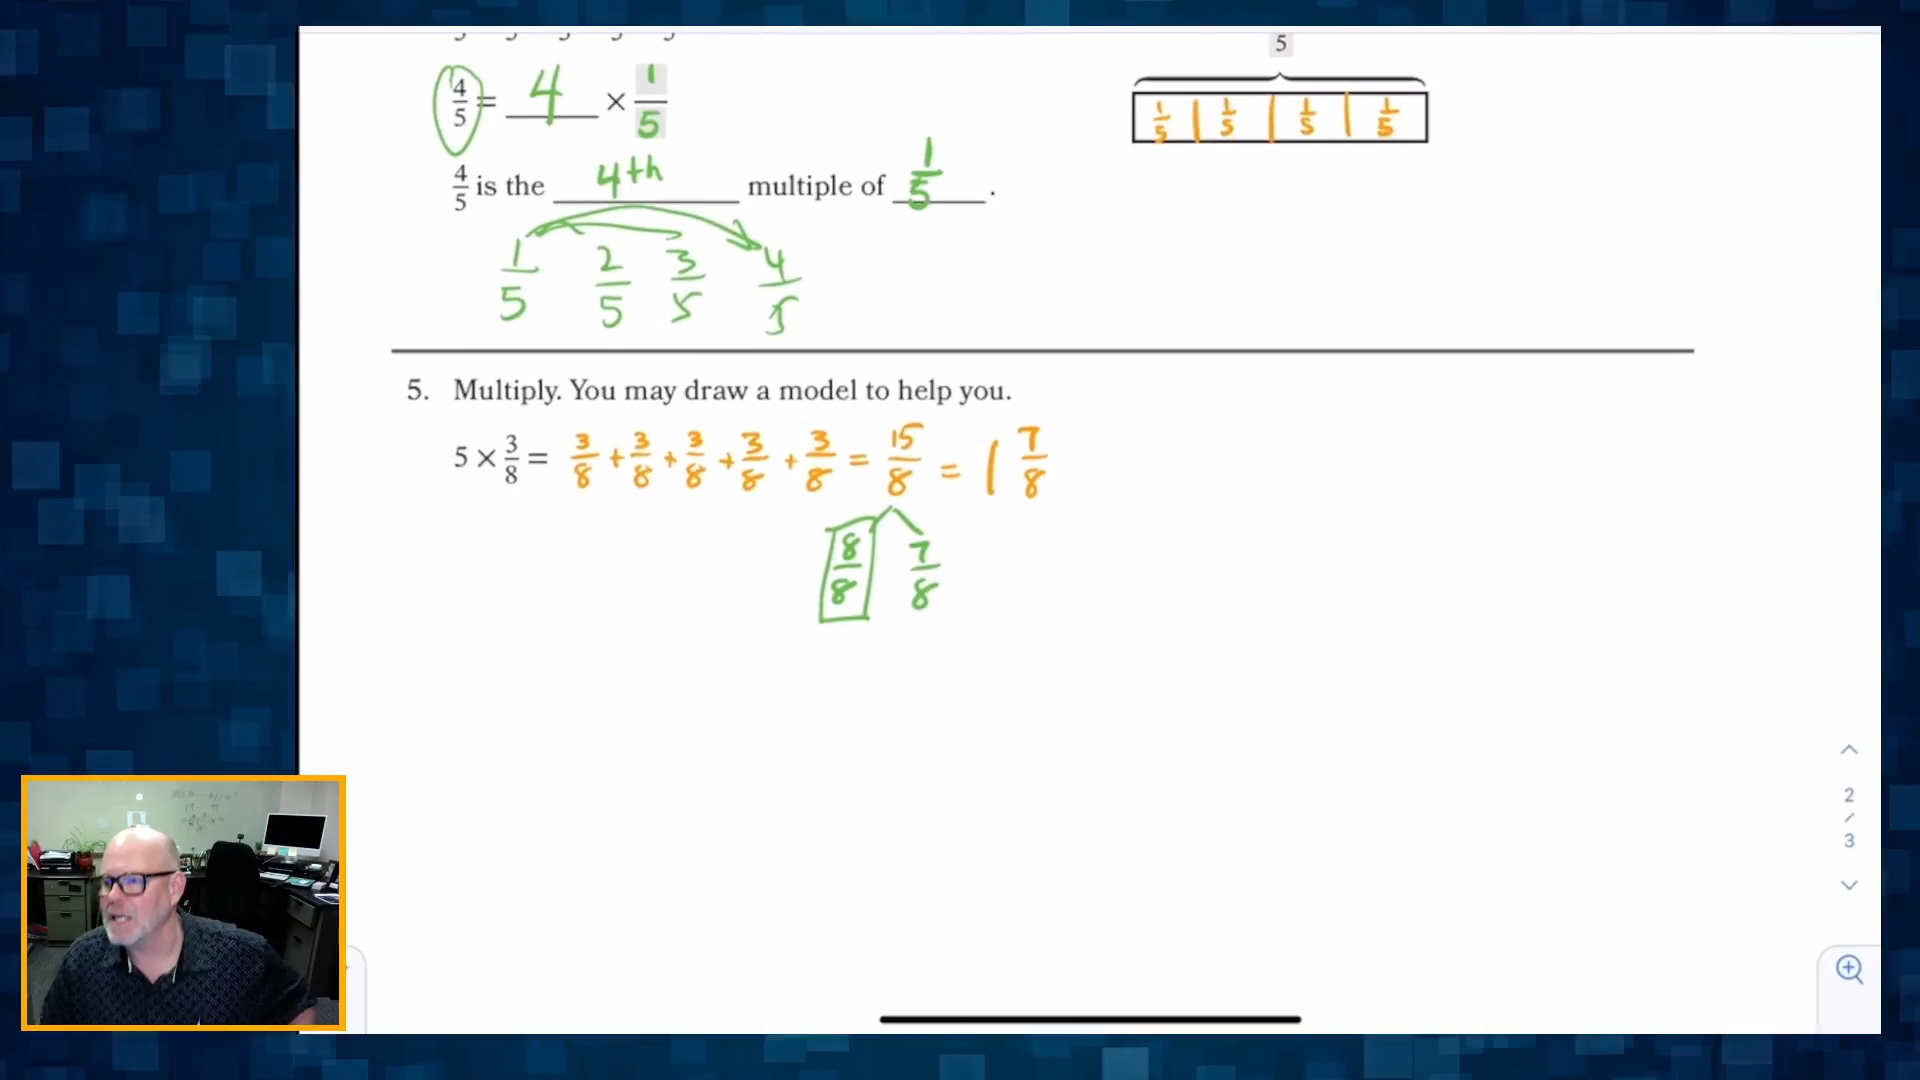 5
4/5 = 4 × 1/5
1/5 | 1/5 | 1/5 | 1/5
4/5 is the 4th multiple of 1/5.
1/5 2/5 3/5 4/5
5. Multiply. You may draw a model to help you.
5 × 3/8 = 3/8 + 3/8 + 3/8 + 3/8 + 3/8 = 15/8 = 1 7/8
8/8 7/8
2
/
3